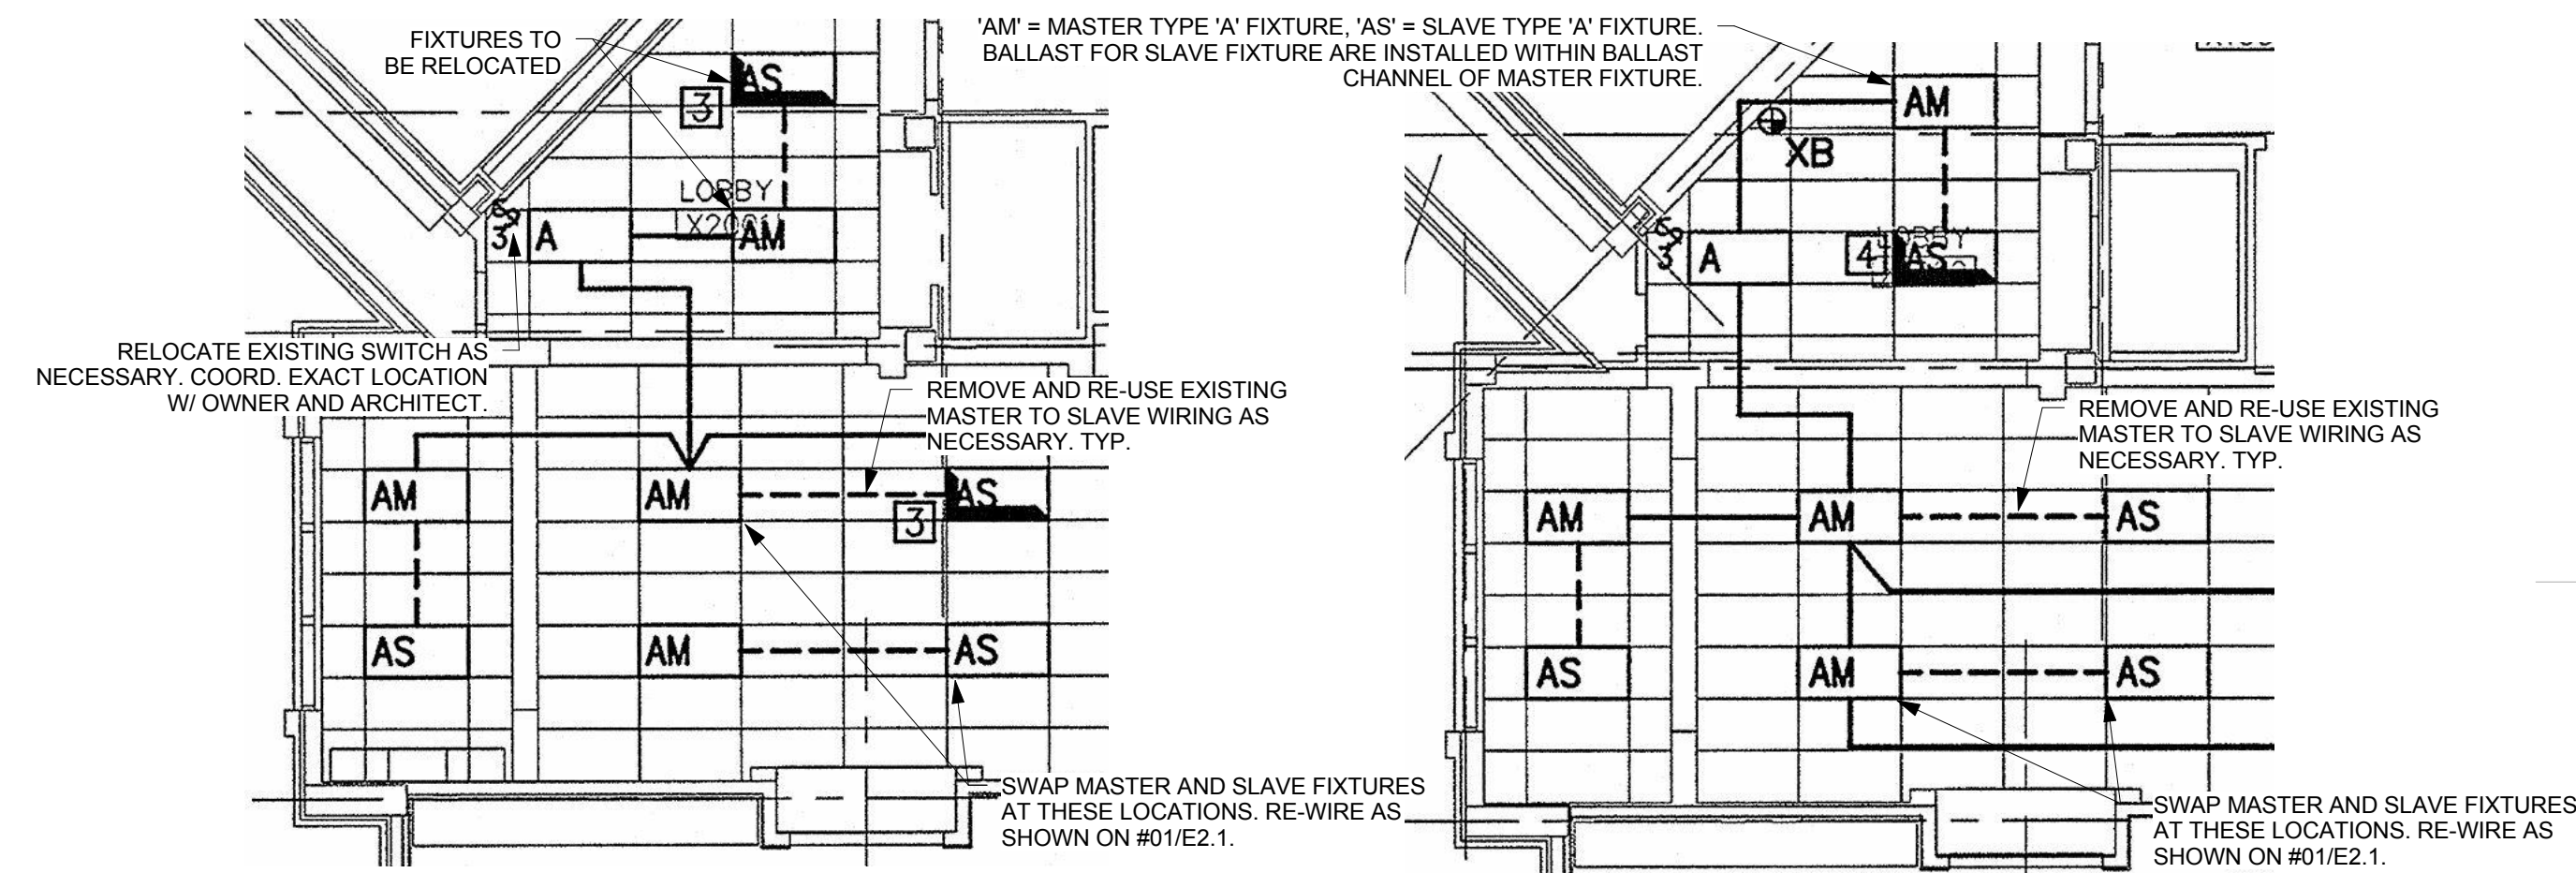 FIXTURES TO
BE RELOCATED
'AM' = MASTER TYPE 'A' FIXTURE, 'AS' = SLAVE TYPE 'A' FIXTURE.
BALLAST FOR SLAVE FIXTURE ARE INSTALLED WITHIN BALLAST
CHANNEL OF MASTER FIXTURE.
AS
3
LOBBY
3 A AM
RELOCATE EXISTING SWITCH AS
NECESSARY. COORD. EXACT LOCATION
W/ OWNER AND ARCHITECT.
REMOVE AND RE-USE EXISTING
MASTER TO SLAVE WIRING AS
NECESSARY. TYP.
AM AM AS
3
AS AM AS
SWAP MASTER AND SLAVE FIXTURES
AT THESE LOCATIONS. RE-WIRE AS
SHOWN ON #01/E2.1.
AM
XB
3 A 4 AS
REMOVE AND RE-USE EXISTING
MASTER TO SLAVE WIRING AS
NECESSARY. TYP.
AM AM AS
AS AM AS
SWAP MASTER AND SLAVE FIXTURES
AT THESE LOCATIONS. RE-WIRE AS
SHOWN ON #01/E2.1.